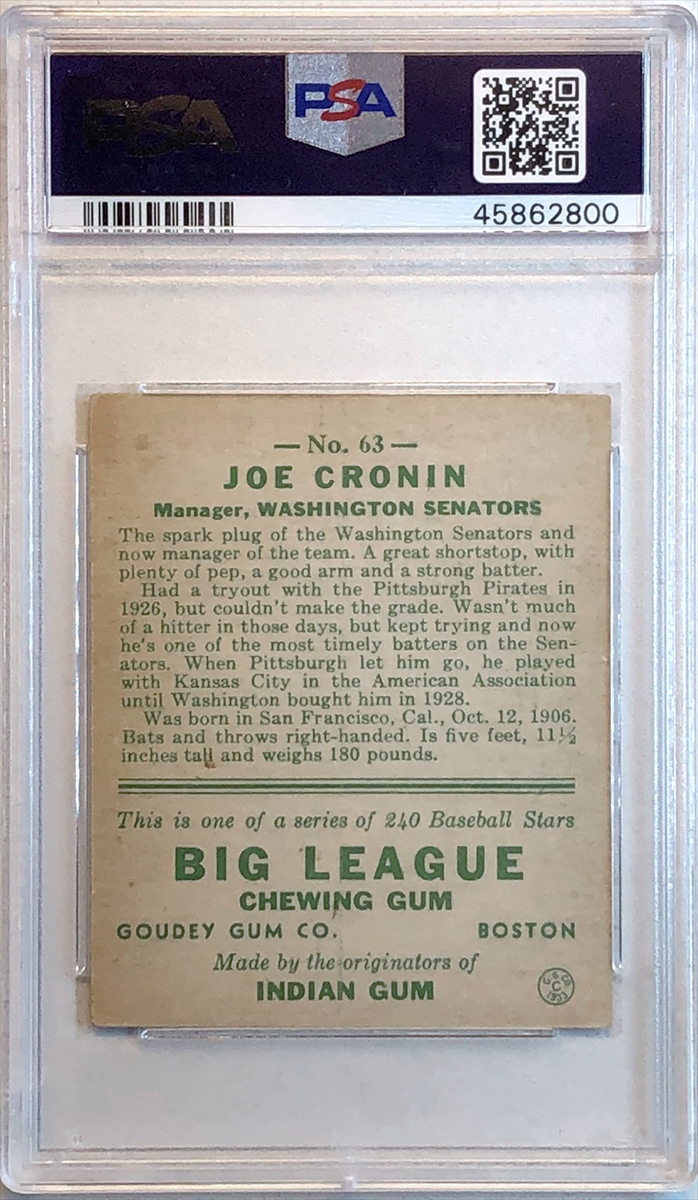 PSA
PSA
45862800
— No. 63 —
JOE CRONIN
Manager, WASHINGTON SENATORS
The spark plug of the Washington Senators and
now manager of the team. A great shortstop, with
plenty of pep, a good arm and a strong batter.
Had a tryout with the Pittsburgh Pirates in
1926, but couldn't make the grade. Wasn't much
of a hitter in those days, but kept trying and now
he's one of the most timely batters on the Sen-
ators. When Pittsburgh let him go, he played
with Kansas City in the American Association
until Washington bought him in 1928.
Was born in San Francisco, Cal., Oct. 12, 1906.
Bats and throws right-handed. Is five feet, 11½
inches tall and weighs 180 pounds.
This is one of a series of 240 Baseball Stars
BIG LEAGUE
CHEWING GUM
GOUDEY GUM CO. BOSTON
Made by the originators of
INDIAN GUM
G. G. Co.
C
1933